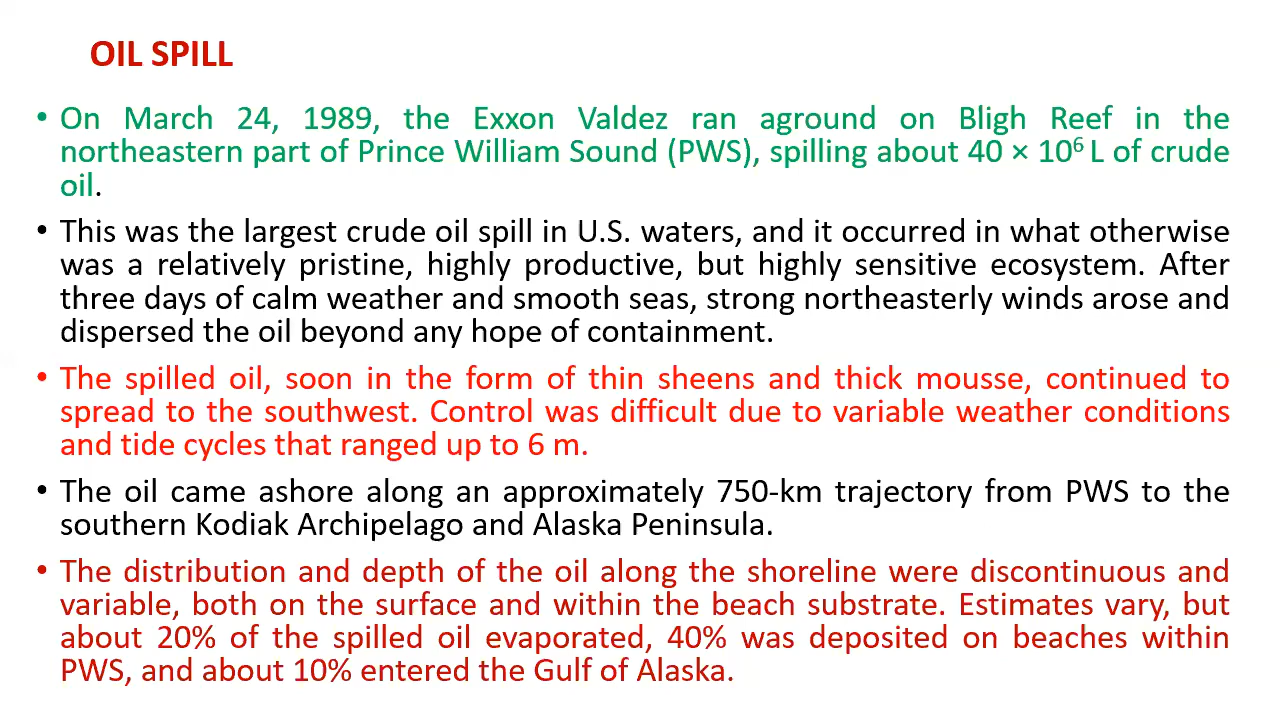 OIL SPILL
• On March 24, 1989, the Exxon Valdez ran aground on Bligh Reef in the
northeastern part of Prince William Sound (PWS), spilling about 40 × 10⁶ L of crude
oil.
• This was the largest crude oil spill in U.S. waters, and it occurred in what otherwise
was a relatively pristine, highly productive, but highly sensitive ecosystem. After
three days of calm weather and smooth seas, strong northeasterly winds arose and
dispersed the oil beyond any hope of containment.
• The spilled oil, soon in the form of thin sheens and thick mousse, continued to
spread to the southwest. Control was difficult due to variable weather conditions
and tide cycles that ranged up to 6 m.
• The oil came ashore along an approximately 750-km trajectory from PWS to the
southern Kodiak Archipelago and Alaska Peninsula.
• The distribution and depth of the oil along the shoreline were discontinuous and
variable, both on the surface and within the beach substrate. Estimates vary, but
about 20% of the spilled oil evaporated, 40% was deposited on beaches within
PWS, and about 10% entered the Gulf of Alaska.